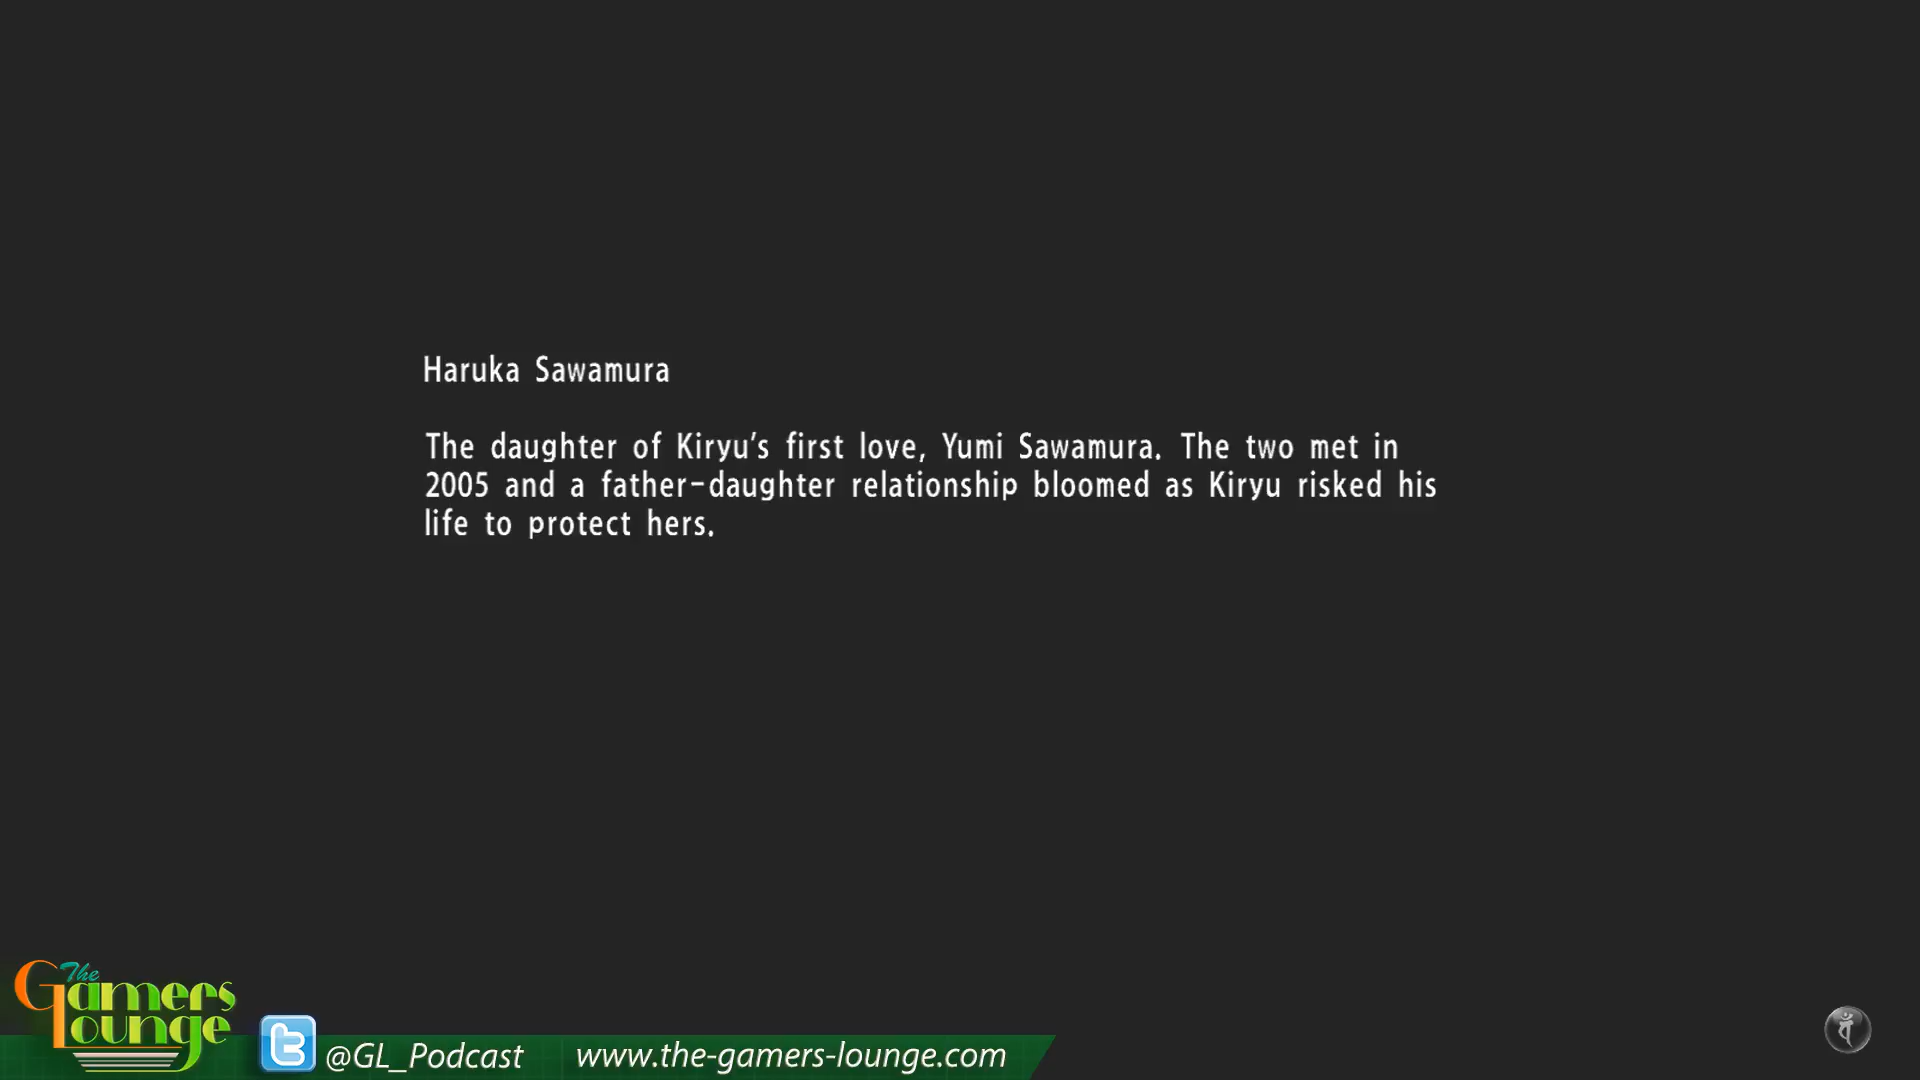 Haruka Sawamura
The daughter of Kiryu's first love, Yumi Sawamura. The two met in
2005 and a father-daughter relationship bloomed as Kiryu risked his
life to protect hers.
The
Gamers
Lounge
@GL_Podcast www.the-gamers-lounge.com